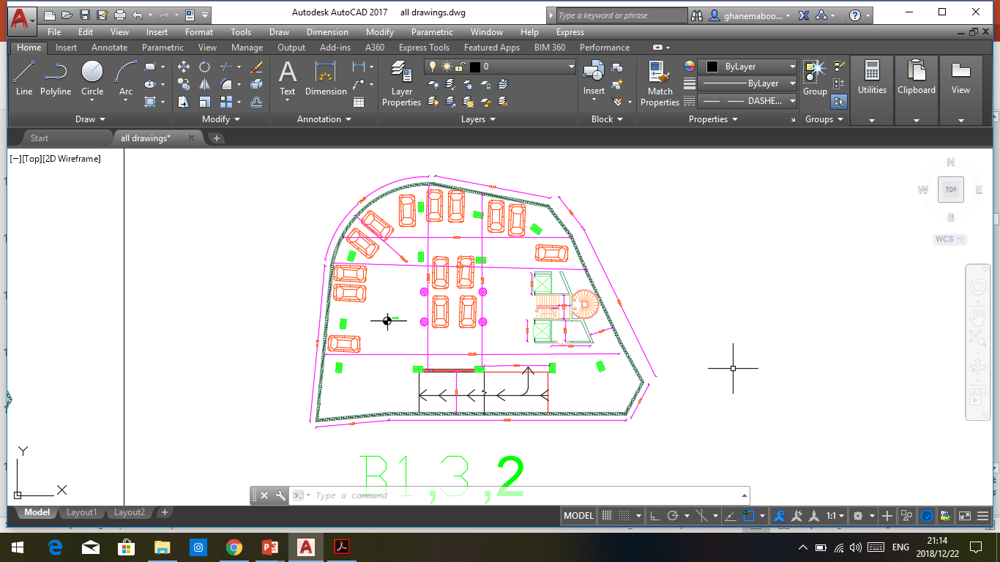 Autodesk AutoCAD 2017 all drawings.dwg
Type a keyword or phrase
ghanemaboo...
File Edit View Insert Format Tools Draw Dimension Modify Parametric Window Help Express
Home Insert Annotate Parametric View Manage Output Add-ins A360 Express Tools Featured Apps BIM 360 Performance
0
ByLayer
ByLayer
DASHE...
Line Polyline Circle Arc
Text Dimension
Layer Properties
Insert
Match Properties
Group
Utilities
Clipboard
View
Draw Modify Annotation Layers Block Properties Groups
Start all drawings*
[−][Top][2D Wireframe]
N
W TOP E
S
WCS
Y
X
B1,3,2
Type a command
Model Layout1 Layout2
MODEL 1:1
ENG
21:14
2018/12/22